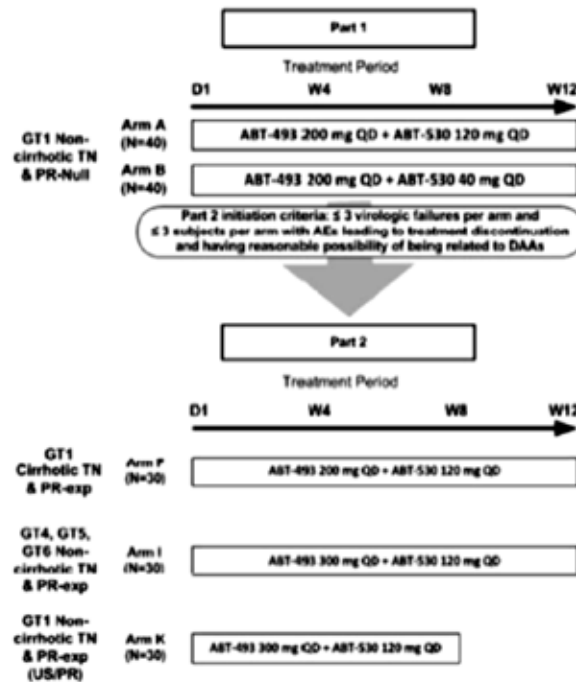 Part 1
Treatment Period
D1 W4 W8 W12
GT1 Non-
cirrhotic TN
& PR-Null
Arm A
(N=40)
ABT-493 200 mg QD + ABT-530 120 mg QD
Arm B
(N=40)
ABT-493 200 mg QD + ABT-530 40 mg QD
Part 2 initiation criteria: ≤ 3 virologic failures per arm and
≤ 3 subjects per arm with AEs leading to treatment discontinuation
and having reasonable possibility of being related to DAAs
Part 2
Treatment Period
D1 W4 W8 W12
GT1
Cirrhotic TN
& PR-exp
Arm F
(N=30)
ABT-493 200 mg QD + ABT-530 120 mg QD
GT4, GT5,
GT6 Non-
cirrhotic TN
& PR-exp
Arm I
(N=30)
ABT-493 300 mg QD + ABT-530 120 mg QD
GT1 Non-
cirrhotic TN
& PR-exp
(US/PR)
Arm K
(N=30)
ABT-493 300 mg QD + ABT-530 120 mg QD